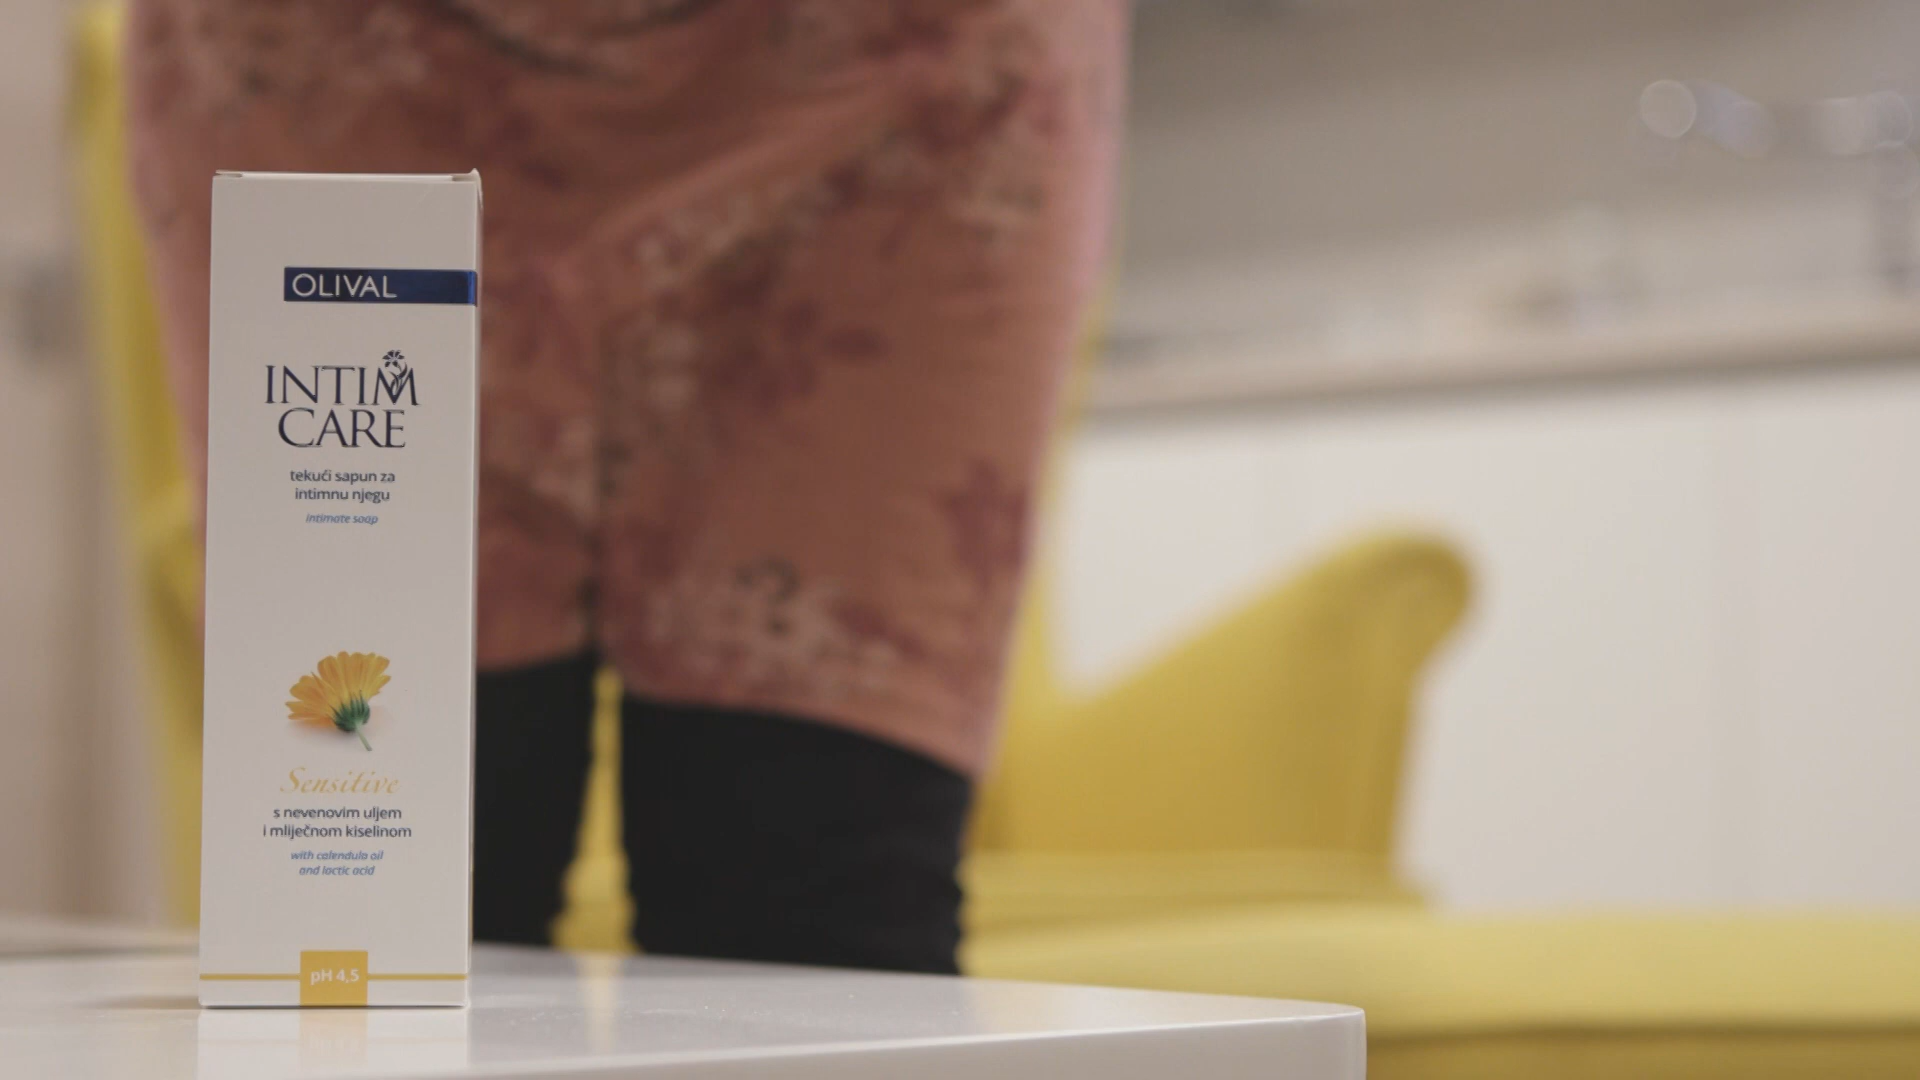 OLIVAL
INTIM
CARE
tekući sapun za
intimnu njegu
intimate soap
Sensitive
s nevenovim uljem
i mliječnom kiselinom
with calendula oil
and lactic acid
pH 4,5